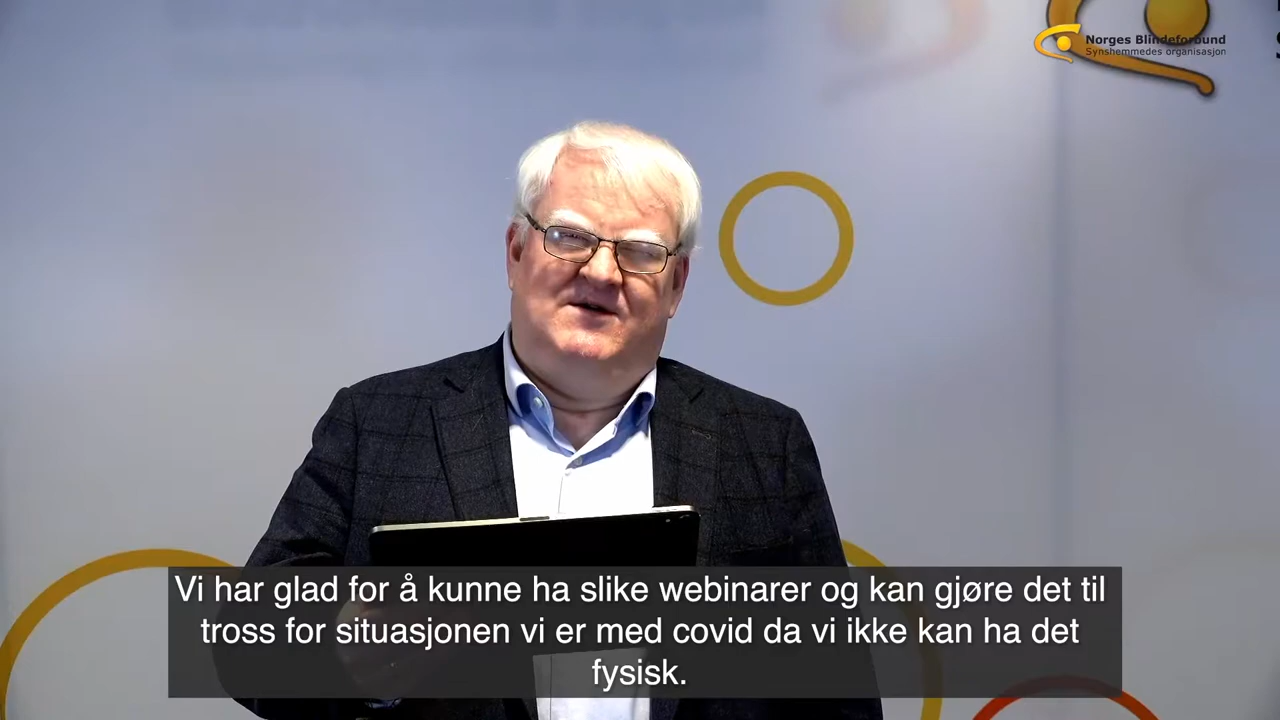 Norges Blindeforbund
Synshemmedes organisasjon
Vi har glad for å kunne ha slike webinarer og kan gjøre det til
tross for situasjonen vi er med covid da vi ikke kan ha det
fysisk.